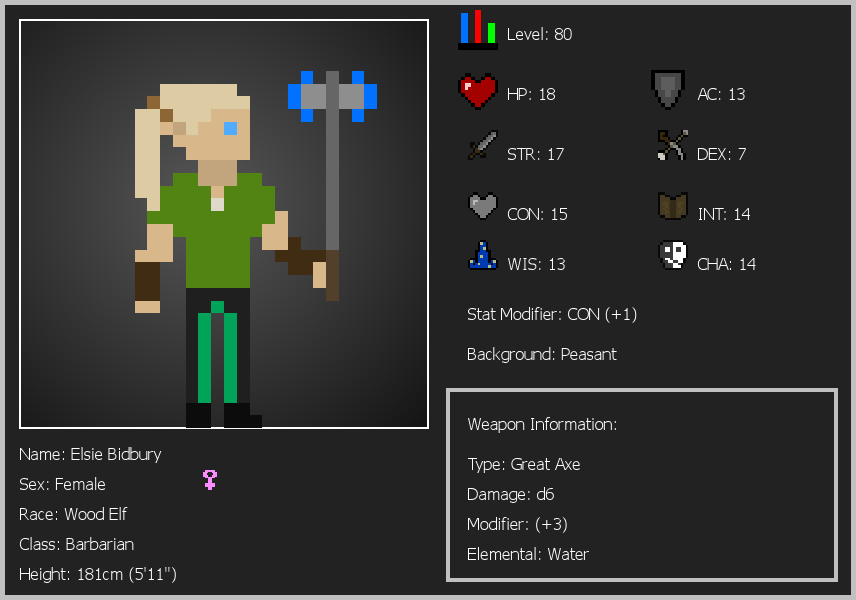 Level: 80
HP: 18
AC: 13
STR: 17
DEX: 7
CON: 15
INT: 14
WIS: 13
CHA: 14
Stat Modifier: CON (+1)
Background: Peasant
Weapon Information:
Type: Great Axe
Damage: d6
Modifier: (+3)
Elemental: Water
Name: Elsie Bidbury
Sex: Female
Race: Wood Elf
Class: Barbarian
Height: 181cm (5'11")